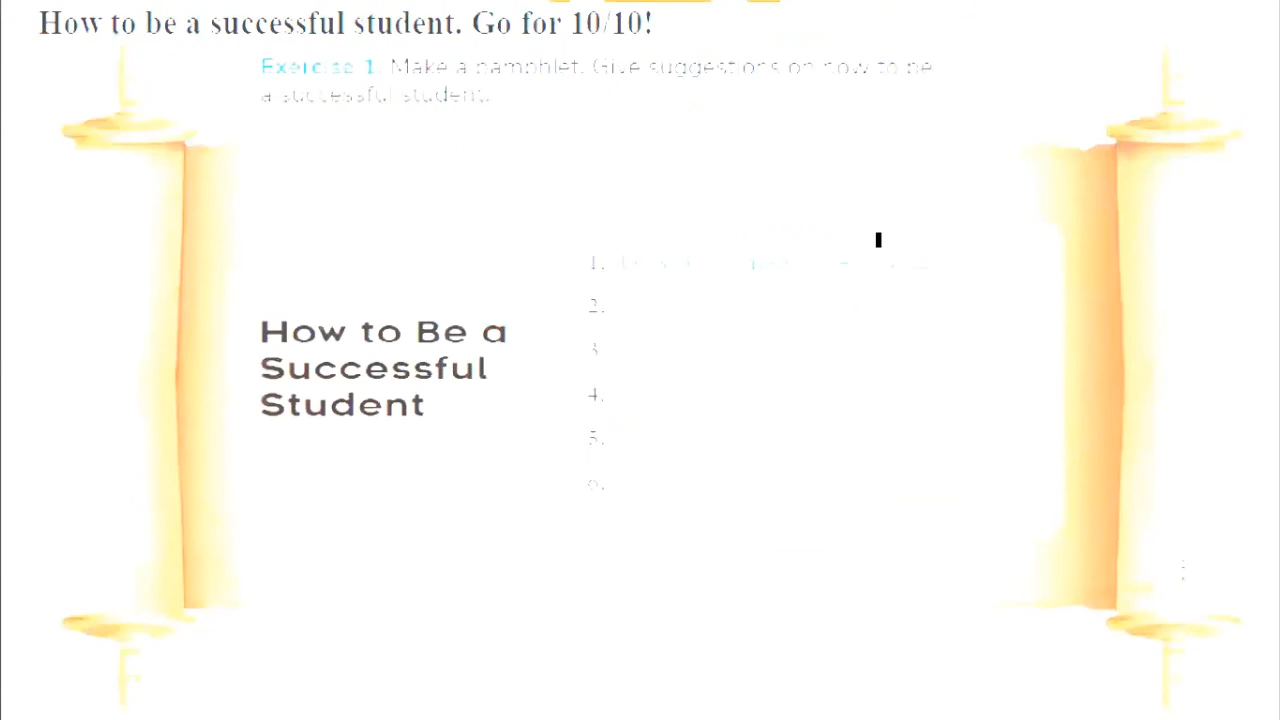 How to be a successful student. Go for 10/10!
Exercise 1. Make a pamphlet. Give suggestions on how to be
a successful student.
How to Be a
Successful
Student
1.
2.
3
4.
5.
6.